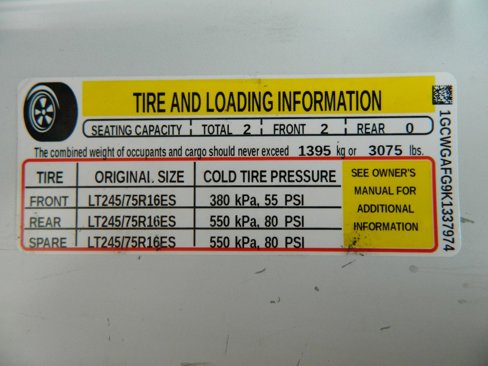 TIRE AND LOADING INFORMATION
SEATING CAPACITY TOTAL 2 FRONT 2 REAR 0
The combined weight of occupants and cargo should never exceed 1395 kg or 3075 lbs.
TIRE ORIGINAL SIZE COLD TIRE PRESSURE
FRONT LT245/75R16ES 380 kPa, 55 PSI
REAR LT245/75R16ES 550 kPa, 80 PSI
SPARE LT245/75R16ES 550 kPa, 80 PSI
SEE OWNER'S
MANUAL FOR
ADDITIONAL
INFORMATION
1GCWGAFG9K1337974